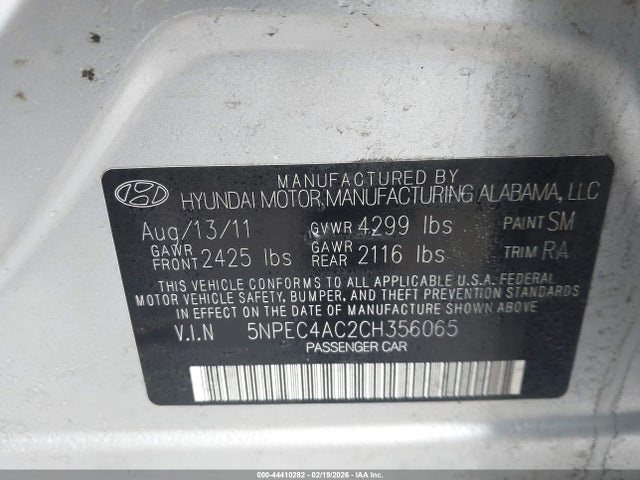 MANUFACTURED BY
HYUNDAI MOTOR MANUFACTURING ALABAMA, LLC
Aug/13/11 GVWR 4299 lbs PAINT SM
GAWR FRONT 2425 lbs GAWR REAR 2116 lbs TRIM RA
THIS VEHICLE CONFORMS TO ALL APPLICABLE U.S.A. FEDERAL
MOTOR VEHICLE SAFETY, BUMPER, AND THEFT PREVENTION STANDARDS
IN EFFECT ON THE DATE OF MANUFACTURE SHOWN ABOVE
V.I.N 5NPEC4AC2CH356065
PASSENGER CAR
000-44410282 - 02/19/2026 - IAA Inc.